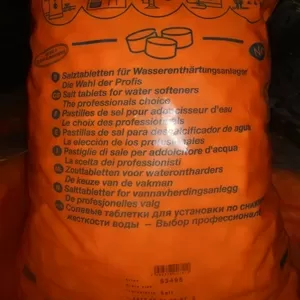 Salztabletten für Wasserenthärtungsanlagen
Die Wahl der Profis
Salt tablets for water softeners
The professionals choice
Pastilles de sel pour adoucisseur d'eau
Le choix des professionnels
Pastillas de sal para descalcificador de agua
La elección de los profesionales
Pastiglie di sale per addolcitore d'acqua
La scelta dei professionisti
Zouttabletten voor waterontharders
De keuze van de vakman
Salttabletter for vannavherdingsanlegg
De profesjonelles valg
Солевые таблетки для установки по сни
жесткости воды – Выбор профессионал